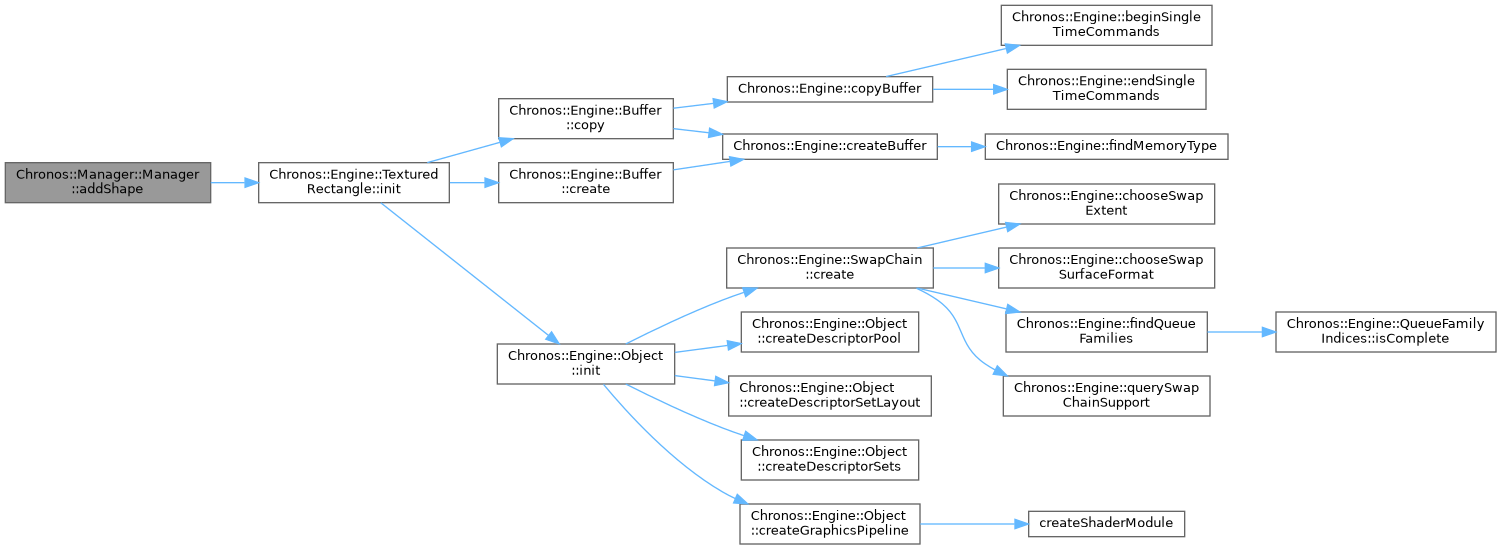 Chronos::Engine::beginSingle
TimeCommands
Chronos::Engine::copyBuffer
Chronos::Engine::endSingle
TimeCommands
Chronos::Engine::Buffer
::copy
Chronos::Engine::createBuffer
Chronos::Engine::findMemoryType
Chronos::Manager::Manager
::addShape
Chronos::Engine::Textured
Rectangle::init
Chronos::Engine::Buffer
::create
Chronos::Engine::chooseSwap
Extent
Chronos::Engine::SwapChain
::create
Chronos::Engine::chooseSwap
SurfaceFormat
Chronos::Engine::Object
::createDescriptorPool
Chronos::Engine::findQueue
Families
Chronos::Engine::QueueFamily
Indices::isComplete
Chronos::Engine::Object
::init
Chronos::Engine::Object
::createDescriptorSetLayout
Chronos::Engine::querySwap
ChainSupport
Chronos::Engine::Object
::createDescriptorSets
Chronos::Engine::Object
::createGraphicsPipeline
createShaderModule